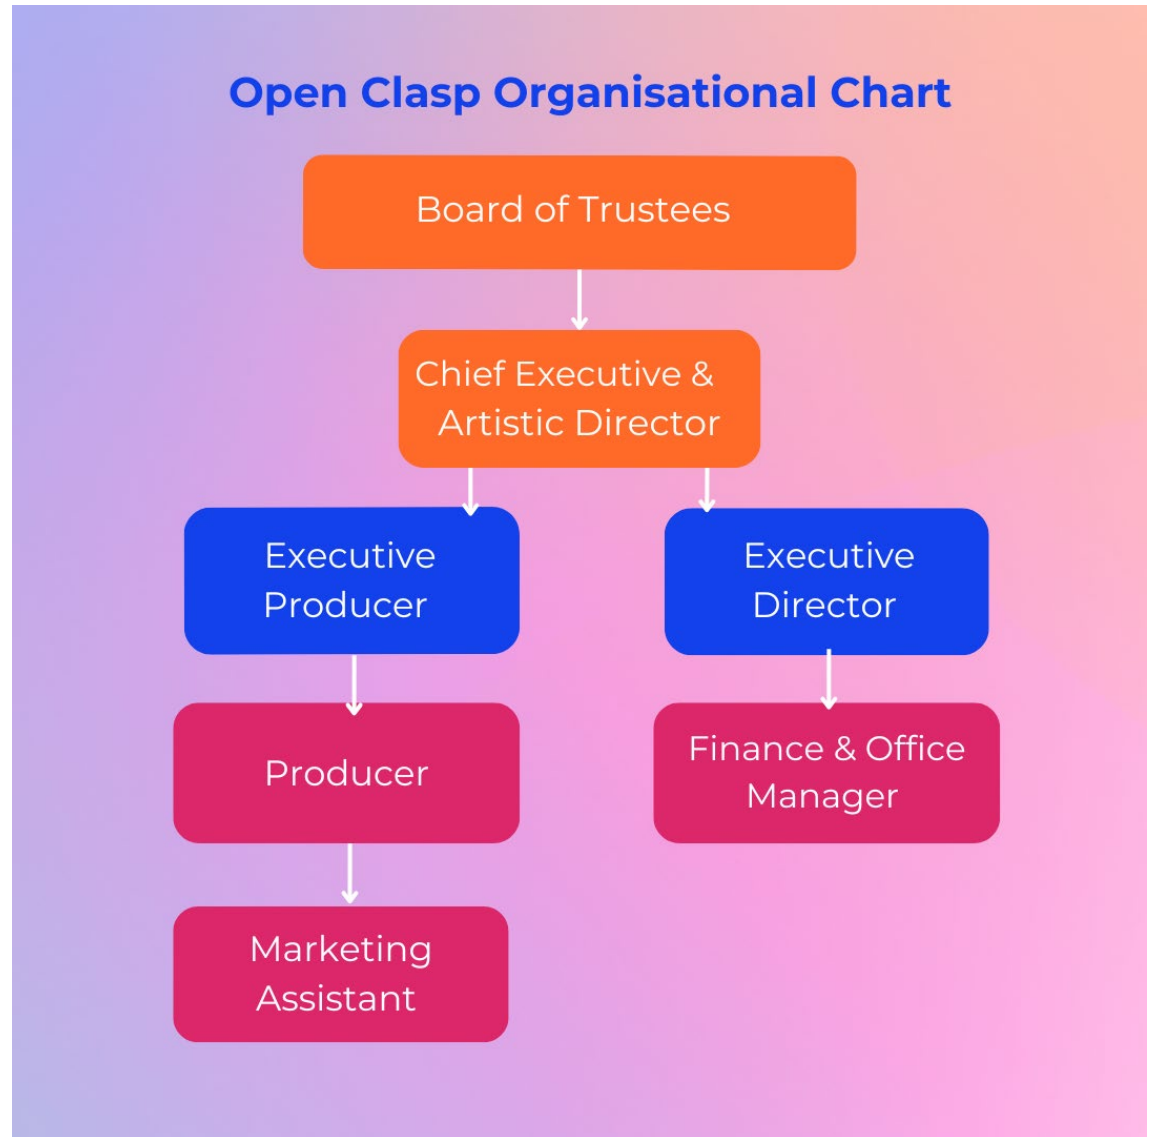 Open Clasp Organisational Chart
Board of Trustees
Chief Executive &
Artistic Director
Executive
Producer
Executive
Director
Producer
Finance & Office
Manager
Marketing
Assistant